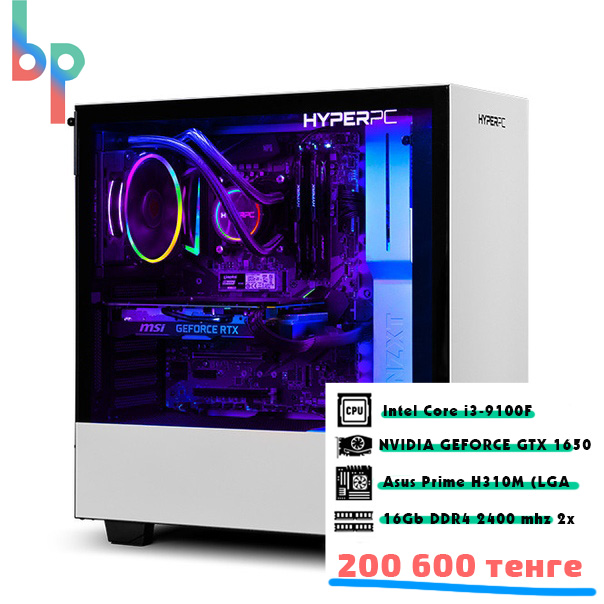 bp
HYPERPC
HYPERPC
HYPERPC
msi
GEFORCE RTX
NZXT
CPU
Intel Core i3-9100F
NVIDIA GEFORCE GTX 1650
Asus Prime H310M (LGA
16Gb DDR4 2400 mhz 2x
200 600 тенге